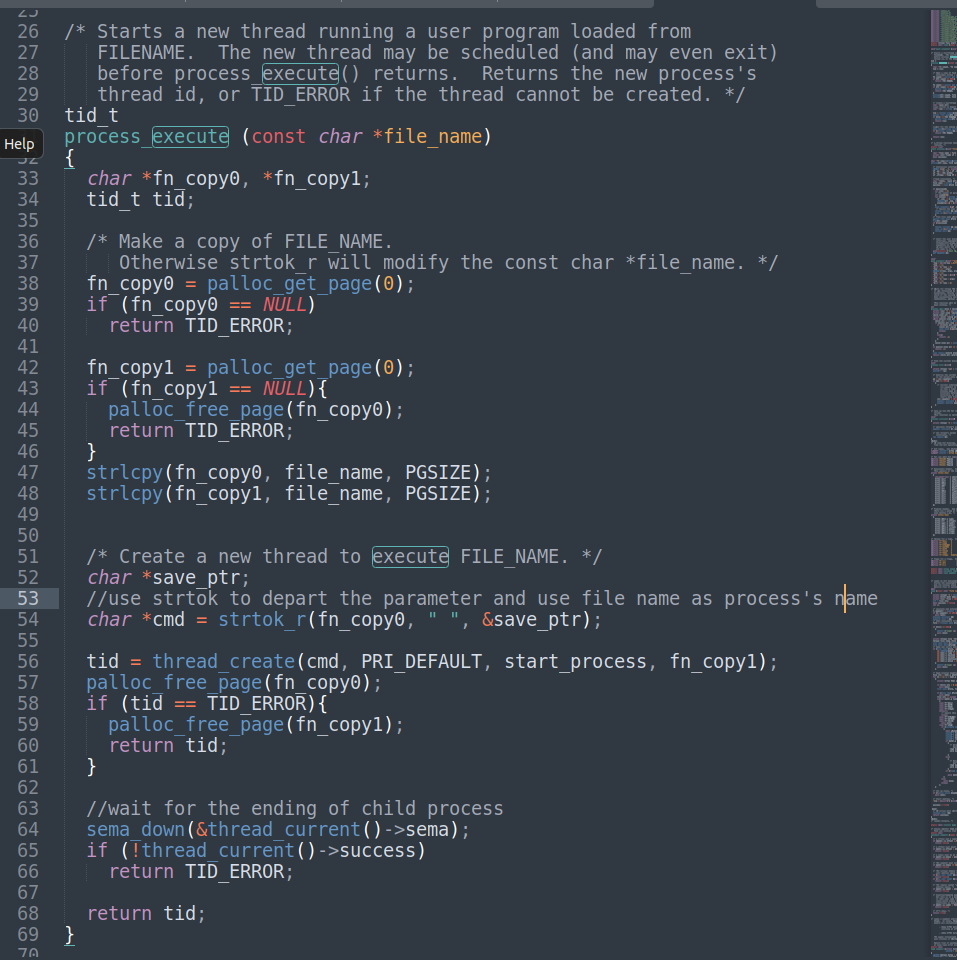 25
26 /* Starts a new thread running a user program loaded from
27    FILENAME.  The new thread may be scheduled (and may even exit)
28    before process_execute() returns.  Returns the new process's
29    thread id, or TID_ERROR if the thread cannot be created. */
30 tid_t
Help process_execute (const char *file_name)
32 {
33   char *fn_copy0, *fn_copy1;
34   tid_t tid;
35
36   /* Make a copy of FILE_NAME.
37      Otherwise strtok_r will modify the const char *file_name. */
38   fn_copy0 = palloc_get_page(0);
39   if (fn_copy0 == NULL)
40     return TID_ERROR;
41
42   fn_copy1 = palloc_get_page(0);
43   if (fn_copy1 == NULL){
44     palloc_free_page(fn_copy0);
45     return TID_ERROR;
46   }
47   strlcpy(fn_copy0, file_name, PGSIZE);
48   strlcpy(fn_copy1, file_name, PGSIZE);
49
50
51   /* Create a new thread to execute FILE_NAME. */
52   char *save_ptr;
53   //use strtok to depart the parameter and use file name as process's name
54   char *cmd = strtok_r(fn_copy0, " ", &save_ptr);
55
56   tid = thread_create(cmd, PRI_DEFAULT, start_process, fn_copy1);
57   palloc_free_page(fn_copy0);
58   if (tid == TID_ERROR){
59     palloc_free_page(fn_copy1);
60     return tid;
61   }
62
63   //wait for the ending of child process
64   sema_down(&thread_current()->sema);
65   if (!thread_current()->success)
66     return TID_ERROR;
67
68   return tid;
69 }
70